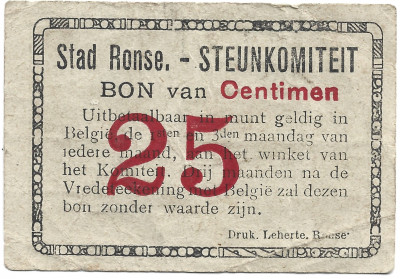 Stad Ronse. - STEUNKOMITEIT
BON van Centimen
25
Uitbetaalbaar in munt geldig in
België de 1sten en 3den maandag van
iedere maand, aan het winket van
het Komiteit. Drij maanden na de
Vredeteekening met België zal dezen
bon zonder waarde zijn.
Druk. Leherte. Ronse